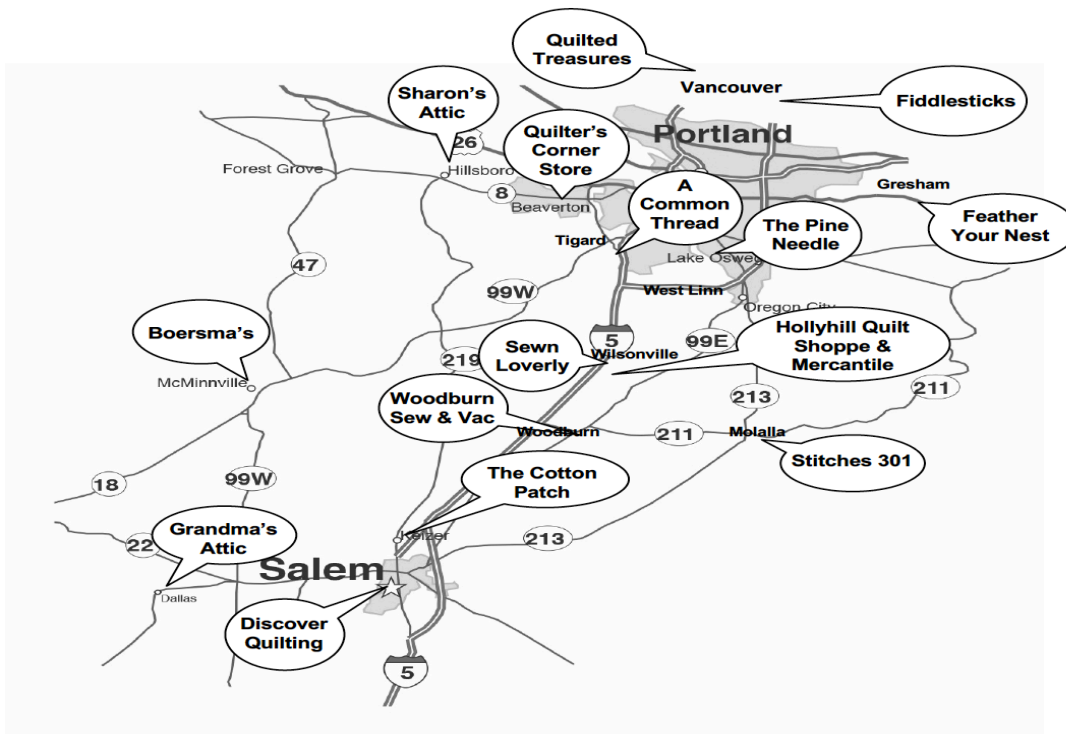 Quilted
Treasures
Vancouver
Fiddlesticks
Sharon's
Attic
26
Quilter's
Corner
Store
Portland
Forest Grove
Hillsboro
8
Beaverton
A
Common
Thread
Gresham
Feather
Your Nest
Tigard
The Pine
Needle
Lake Oswego
47
99W
West Linn
Oregon City
Boersma's
5
Wilsonville
99E
Hollyhill Quilt
Shoppe &
Mercantile
Sewn
Loverly
219
McMinnville
213
211
Woodburn
Sew & Vac
Woodburn
211
Molalla
Stitches 301
18
99W
The Cotton
Patch
Grandma's
Attic
22
Keizer
213
Salem
Dallas
Discover
Quilting
5